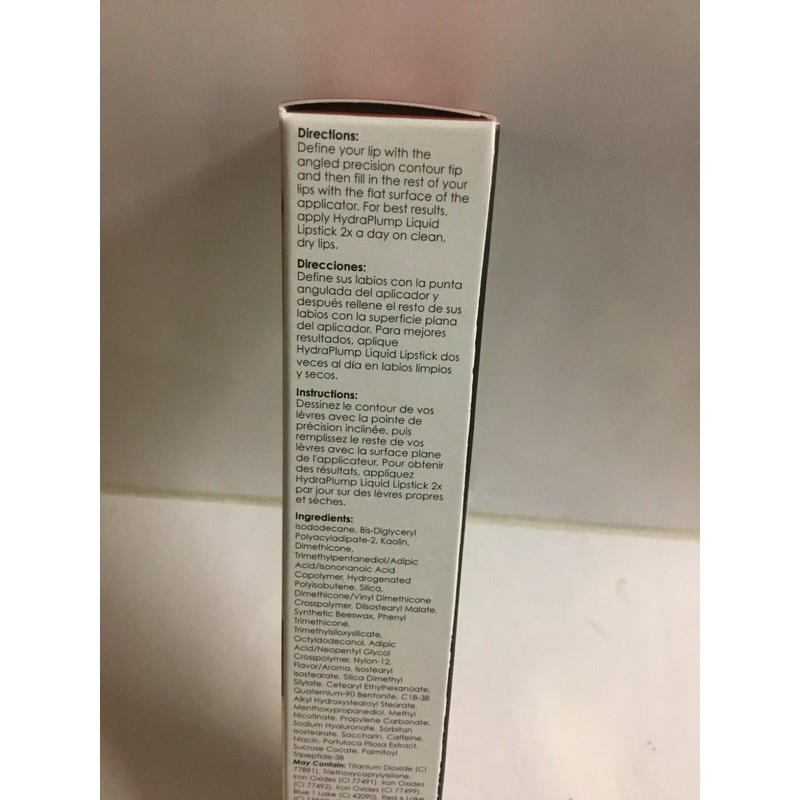 Directions:
Define your lip with the
angled precision contour tip
and then fill in the rest of your
lips with the flat surface of the
applicator. For best results,
apply HydraPlump Liquid
Lipstick 2x a day on clean,
dry lips.
Direcciones:
Define sus labios con la punta
angulada del aplicador y
después rellene el resto de sus
labios con la superficie plana
del aplicador. Para mejores
resultados, aplique
HydraPlump Liquid Lipstick dos
veces al día en labios limpios
y secos.
Instructions:
Dessinez le contour de vos
lèvres avec la pointe de
précision inclinée, puis
remplissez le reste de vos
lèvres avec la surface plane
de l'applicateur. Pour obtenir
des résultats, appliquez
HydraPlump Liquid Lipstick 2x
par jour sur des lèvres propres
et sèches.
Ingredients:
Isododecane, Bis-Diglyceryl
Polyacyladipate-2, Kaolin,
Dimethicone,
Trimethylpentanediol/Adipic
Acid/Isononanoic Acid
Copolymer, Hydrogenated
Polyisobutene, Silica,
Dimethicone/Vinyl Dimethicone
Crosspolymer, Diisostearyl Malate,
Synthetic Beeswax, Phenyl
Trimethicone,
Trimethylsiloxysilicate,
Octyldodecanol, Adipic
Acid/Neopentyl Glycol
Crosspolymer, Nylon-12,
Flavor/Aroma, Isostearyl
Isostearate, Silica Dimethyl
Silylate, Cetearyl Ethylhexanoate,
Quaternium-90 Bentonite, C18-38
Alkyl Hydroxystearoyl Stearate,
Menthoxypropanediol, Methyl
Nicotinate, Propylene Carbonate,
Sodium Hyaluronate, Sorbitan
Isostearate, Saccharin, Caffeine,
Niacin, Portulaca Pilosa Extract,
Sucrose Cocate, Palmitoyl
Tripeptide-38
May Contain: Titanium Dioxide (CI
77891), Triethoxycaprylylsilane,
Iron Oxides (CI 77491), Iron Oxides
(CI 77492), Iron Oxides (CI 77499),
Blue 1 Lake (CI 42090), Red 6 Lake